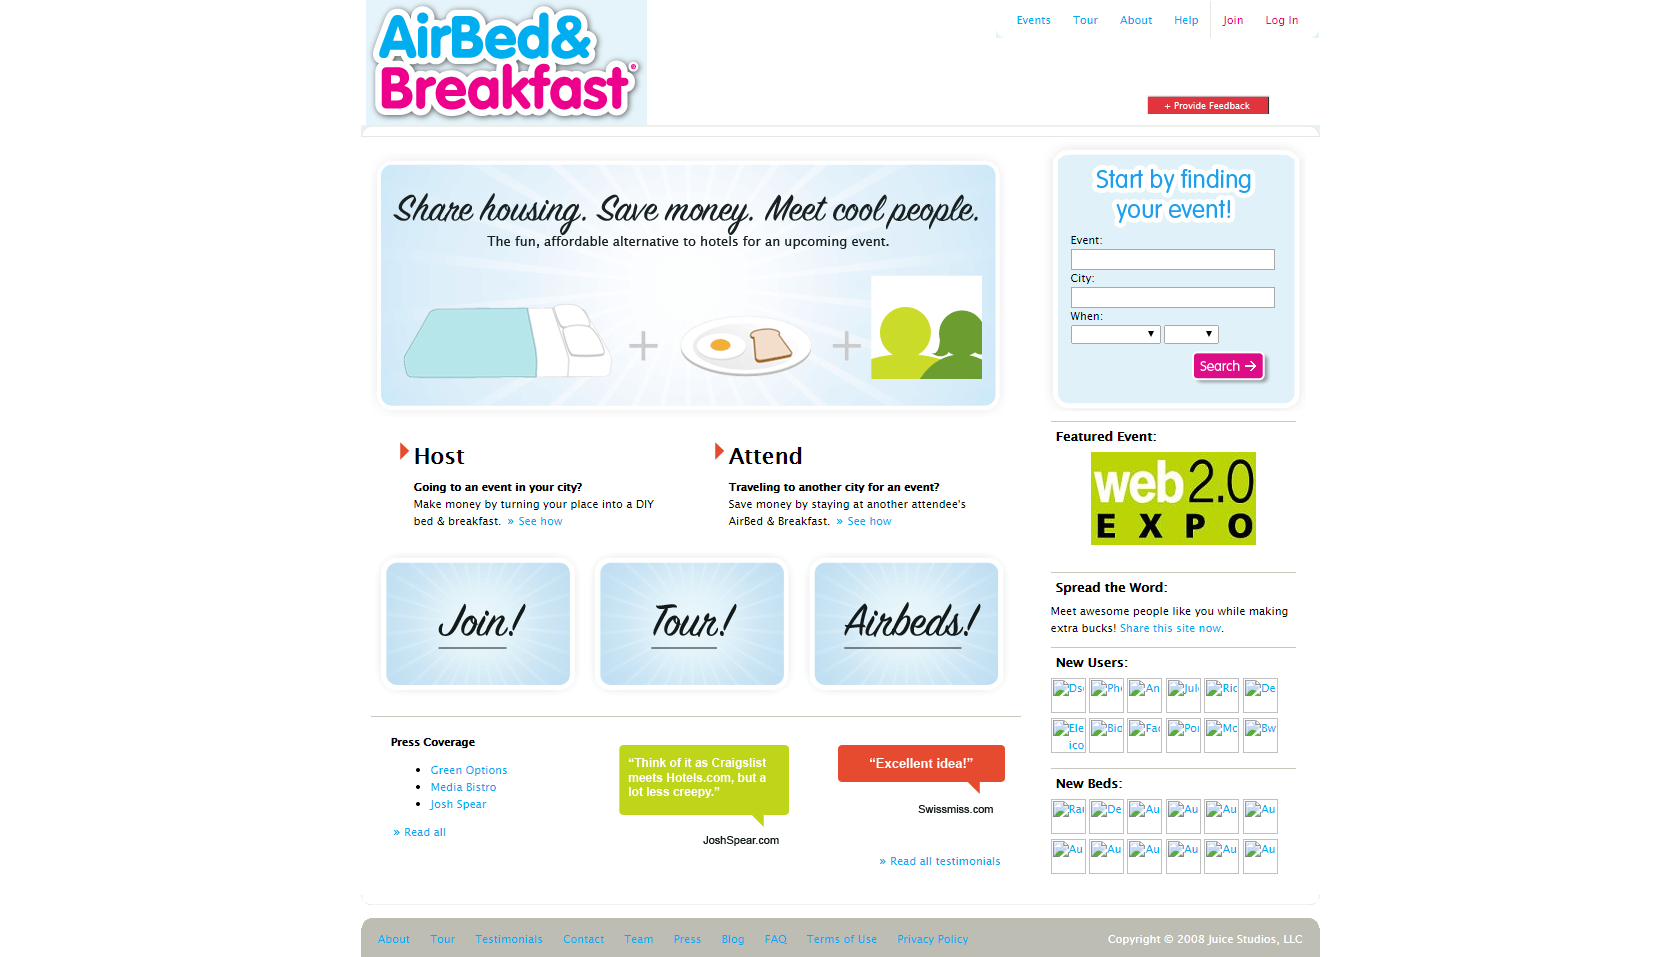 AirBed&
Breakfast®
Events Tour About Help Join Log In
+ Provide Feedback
Share housing. Save money. Meet cool people.
The fun, affordable alternative to hotels for an upcoming event.
Start by finding
your event!
Event:
City:
When:
Search →
Host
Going to an event in your city?
Make money by turning your place into a DIY
bed & breakfast. » See how
Attend
Traveling to another city for an event?
Save money by staying at another attendee's
AirBed & Breakfast. » See how
Join!
Tour!
Airbeds!
Featured Event:
web2.0
EXPO
Spread the Word:
Meet awesome people like you while making
extra bucks! Share this site now.
New Users:
Pho An Jul Ric De
Ele Bio Fac Por Mc Bw
ico
New Beds:
Rau De Au Au Au Au
Au Au Au Au Au Au
Press Coverage
Green Options
Media Bistro
Josh Spear
» Read all
“Think of it as Craigslist
meets Hotels.com, but a
lot less creepy.”
JoshSpear.com
“Excellent idea!”
Swissmiss.com
» Read all testimonials
About Tour Testimonials Contact Team Press Blog FAQ Terms of Use Privacy Policy
Copyright © 2008 Juice Studios, LLC